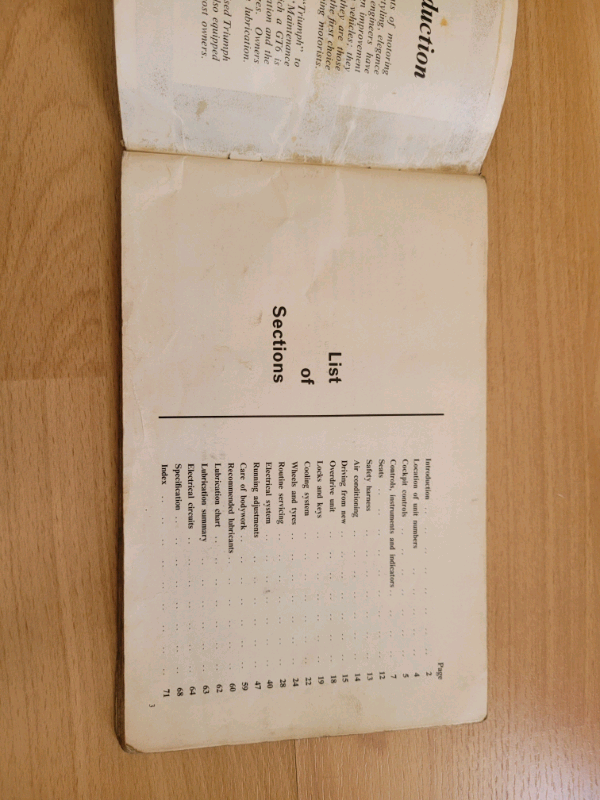 duction
ts of motoring
tyling, elegance
engineers have
n improvement
vehicles: they
they are those
the first choice
ing motorists.
"Triumph" to
"Maintenance
ch a GT6 is
tion and the
res. Owners
lubrication.
sed Triumph
lso equipped
ost owners.
List
of
Sections
Page
Introduction .. .. .. .. .. 2
Location of unit numbers .. .. .. .. 4
Cockpit controls .. .. .. .. .. 5
Controls, instruments and indicators .. .. .. 7
Seats .. .. .. .. .. .. 12
Safety harness .. .. .. .. .. 13
Air conditioning .. .. .. .. .. 14
Driving from new .. .. .. .. .. 15
Overdrive unit .. .. .. .. .. 18
Locks and keys .. .. .. .. .. 19
Cooling system .. .. .. .. .. 22
Wheels and tyres .. .. .. .. .. 24
Routine servicing .. .. .. .. .. 28
Electrical system .. .. .. .. .. 40
Running adjustments .. .. .. .. .. 47
Care of bodywork .. .. .. .. .. 59
Recommended lubricants .. .. .. .. 60
Lubrication chart .. .. .. .. .. 62
Lubrication summary .. .. .. .. .. 63
Electrical circuits .. .. .. .. .. 64
Specification .. .. .. .. .. .. 68
Index .. .. .. .. .. .. 71
3